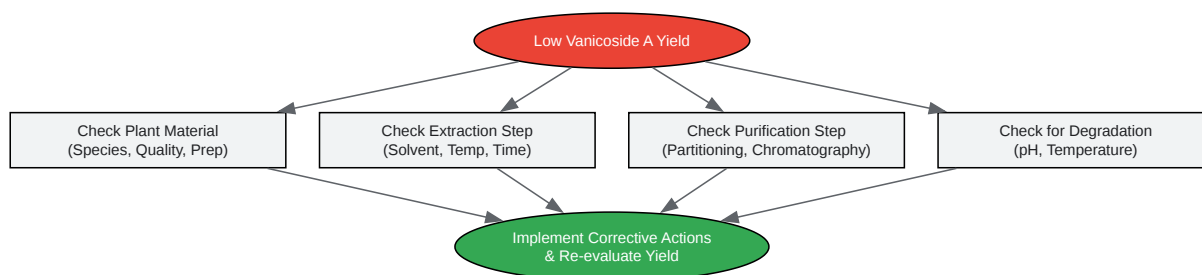 Low Vanicoside A Yield
Check Plant Material
(Species, Quality, Prep)
Check Extraction Step
(Solvent, Temp, Time)
Check Purification Step
(Partitioning, Chromatography)
Check for Degradation
(pH, Temperature)
Implement Corrective Actions
& Re-evaluate Yield